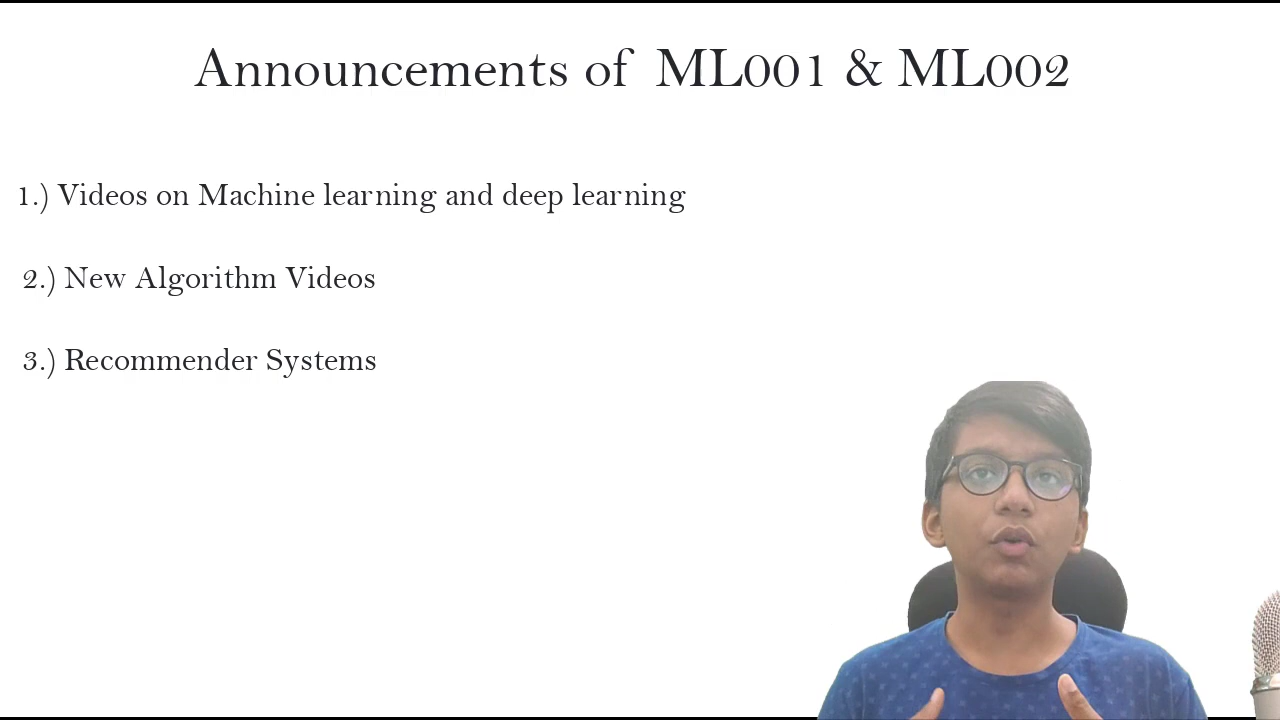 Announcements of ML001 & ML002
1.) Videos on Machine learning and deep learning
2.) New Algorithm Videos
3.) Recommender Systems